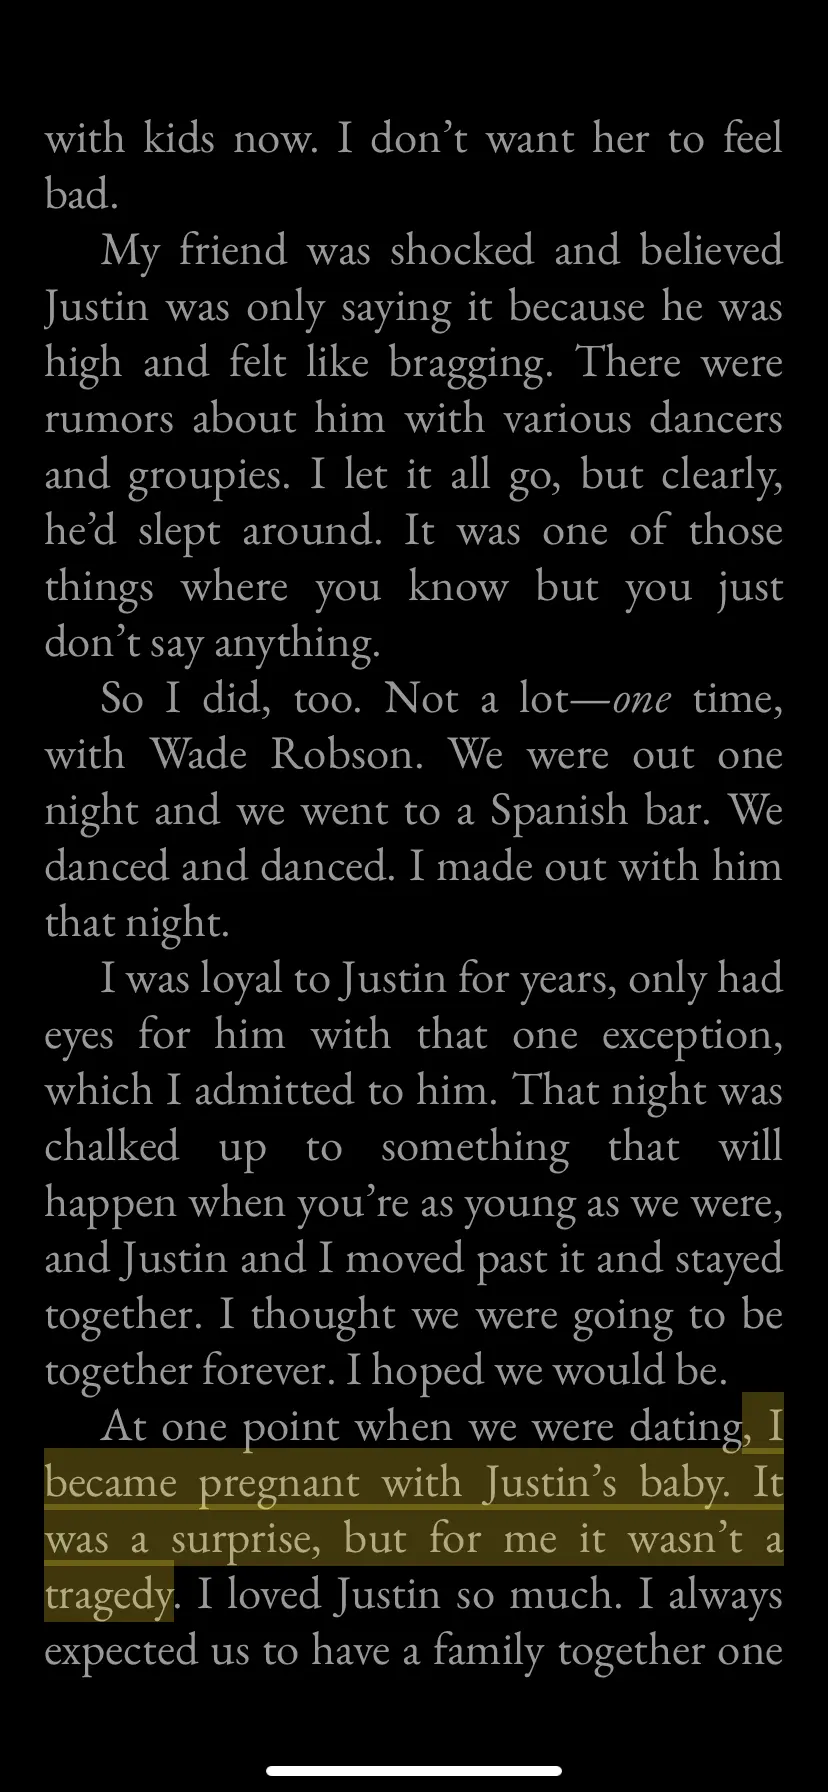 with kids now. I don’t want her to feel
bad.
My friend was shocked and believed
Justin was only saying it because he was
high and felt like bragging. There were
rumors about him with various dancers
and groupies. I let it all go, but clearly,
he’d slept around. It was one of those
things where you know but you just
don’t say anything.
So I did, too. Not a lot—one time,
with Wade Robson. We were out one
night and we went to a Spanish bar. We
danced and danced. I made out with him
that night.
I was loyal to Justin for years, only had
eyes for him with that one exception,
which I admitted to him. That night was
chalked up to something that will
happen when you’re as young as we were,
and Justin and I moved past it and stayed
together. I thought we were going to be
together forever. I hoped we would be.
At one point when we were dating, I
became pregnant with Justin’s baby. It
was a surprise, but for me it wasn’t a
tragedy. I loved Justin so much. I always
expected us to have a family together one